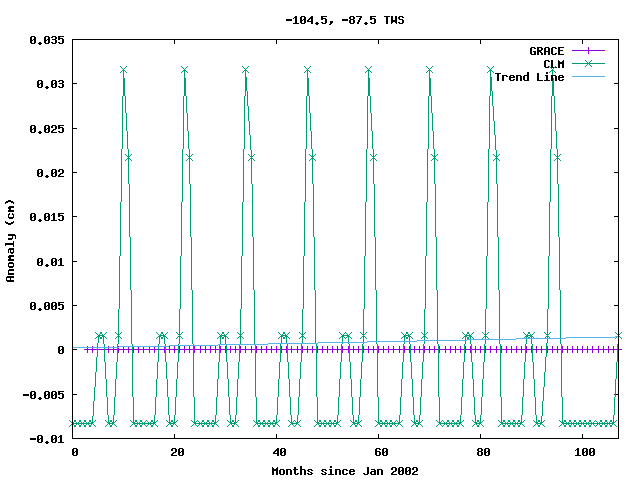 -104.5, -87.5 TWS
GRACE
CLM
Trend Line
0.035
0.03
0.025
0.02
0.015
0.01
0.005
0
-0.005
-0.01
Anomaly (cm)
0 20 40 60 80 100
Months since Jan 2002